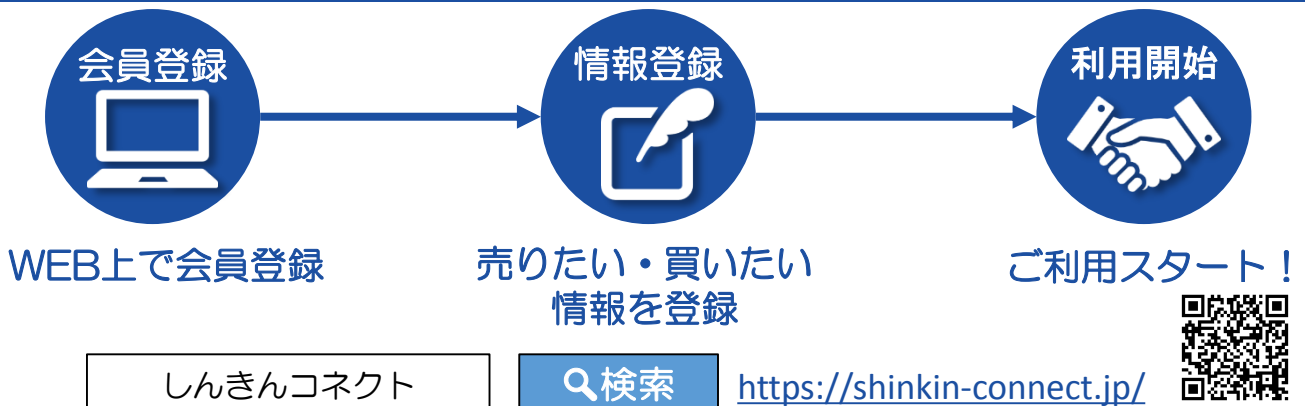 会員登録
情報登録
利用開始
WEB上で会員登録
売りたい・買いたい
情報を登録
ご利用スタート！
しんきんコネクト
検索
https://shinkin-connect.jp/